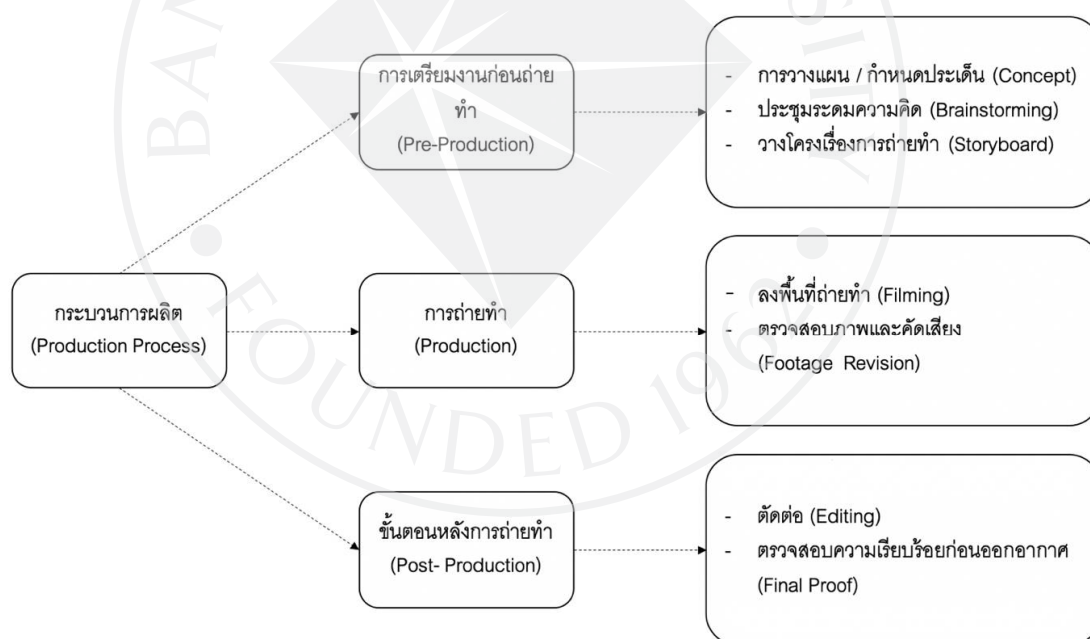 การเตรียมงานก่อนถ่าย
ทำ
(Pre-Production)
- การวางแผน / กำหนดประเด็น (Concept)
- ประชุมระดมความคิด (Brainstorming)
- วางโครงเรื่องการถ่ายทำ (Storyboard)
กระบวนการผลิต
(Production Process)
การถ่ายทำ
(Production)
- ลงพื้นที่ถ่ายทำ (Filming)
- ตรวจสอบภาพและคัดเสียง
(Footage Revision)
ขั้นตอนหลังการถ่ายทำ
(Post- Production)
- ตัดต่อ (Editing)
- ตรวจสอบความเรียบร้อยก่อนออกอากาศ
(Final Proof)
FOUNDED 1962